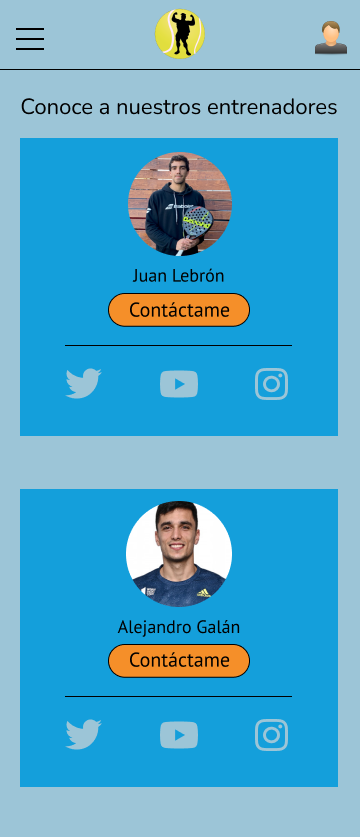 Conoce a nuestros entrenadores
Juan Lebrón
Contáctame
Alejandro Galán
Contáctame